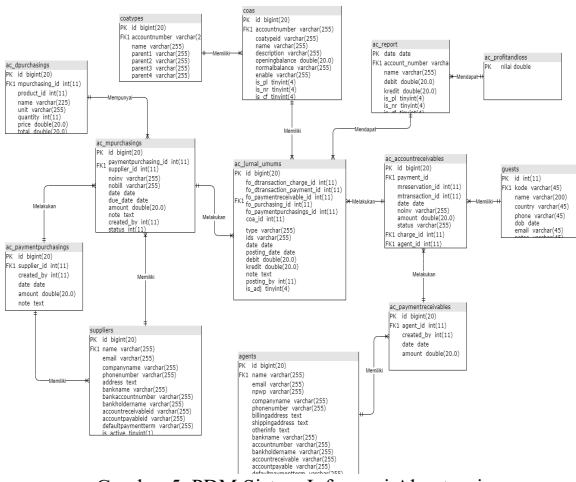 coatypes
PK id bigint(20)
FK1 accountnumber varchar(2
name varchar(255)
parent1 varchar(255)
parent2 varchar(255)
parent3 varchar(255)
parent4 varchar(255)
Memiliki
coas
PK id bigint(20)
FK1 accountnumber varchar(255)
coatypeid varchar(255)
name varchar(255)
description varchar(255)
openingbalance double(20.0)
normalbalance varchar(255)
enable varchar(255)
is_pl tinyint(4)
is_nr tinyint(4)
is_cf tinyint(4)
ac_report
PK date date
FK1 account_number varcha
name varchar(255)
debit double(20.0)
kredit double(20.0)
is_pl tinyint(4)
is_nr tinyint(4)
is_cf tinyint(4)
Mendapat
ac_profitandloss
PK nilai double
ac_dpurchasings
PK id bigint(20)
FK1 mpurchasing_id int(11)
product_id int(11)
name varchar(225)
unit varchar(255)
quantity int(11)
price double(20.0)
total double(20.0)
Mempunyai
Memiliki
Mendapat
ac_mpurchasings
PK id bigint(20)
FK1 paymentpurchasing_id int(11)
supplier_id int(11)
noinv varchar(255)
nobill varchar(255)
date date
due_date date
amount double(20.0)
note text
created_by int(11)
status int(11)
Melakukan
ac_jurnal_umums
PK id bigint(20)
FK1 fo_dtransaction_charge_id int(11)
fo_dtransaction_payment_id int(11)
fo_paymentreceivable_id int(11)
fo_purchasing_id int(11)
fo_paymentpurchasings_id int(11)
coa_id int(11)
type varchar(255)
ids varchar(255)
date date
posting_date date
debit double(20.0)
kredit double(20.0)
note text
posting_by int(11)
is_adj tinyint(4)
Melakukan
ac_accountreceivables
PK id bigint(20)
FK1 payment_id
mreservation_id int(11)
mtransaction_id int(11)
date date
noinv varchar(255)
amount double(20.0)
status varchar(255)
FK1 charge_id int(11)
FK1 agent_id int(11)
Memiliki
guests
PK id int(11)
FK1 kode varchar(45)
name varchar(200)
country varchar(45)
phone varchar(45)
dob date
email varchar(45)
Melakukan
Memiliki
Melakukan
ac_paymentpurchasings
PK id bigint(20)
FK1 supplier_id int(11)
created_by int(11)
date date
amount double(20.0)
note text
Memiliki
ac_paymentreceivables
PK id bigint(20)
FK1 agent_id int(11)
created_by int(11)
date date
amount double(20.0)
suppliers
PK id bigint(20)
FK1 name varchar(255)
email varchar(255)
companyname varchar(255)
phonenumber varchar(255)
address text
bankname varchar(255)
bankaccountnumber varchar(255)
bankholdername varchar(255)
accountreceivableid varchar(255)
accountpayableid varchar(255)
defaultpaymentterm varchar(255)
is_active tinyint(1)
agents
PK id bigint(20)
FK1 name varchar(255)
email varchar(255)
npwp varchar(255)
companyname varchar(255)
phonenumber varchar(255)
billingaddress text
shippingaddress text
otherinfo text
bankname varchar(255)
accountnumber varchar(255)
bankholdername varchar(255)
accountreceivable varchar(255)
accountpayable varchar(255)
defaultpaymentterm varchar(255)
Memiliki